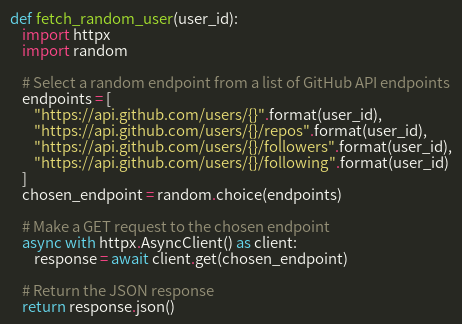 def fetch_random_user(user_id):
    import httpx
    import random

    # Select a random endpoint from a list of GitHub API endpoints
    endpoints = [
        "https://api.github.com/users/{}".format(user_id),
        "https://api.github.com/users/{}/repos".format(user_id),
        "https://api.github.com/users/{}/followers".format(user_id),
        "https://api.github.com/users/{}/following".format(user_id)
    ]
    chosen_endpoint = random.choice(endpoints)

    # Make a GET request to the chosen endpoint
    async with httpx.AsyncClient() as client:
        response = await client.get(chosen_endpoint)

    # Return the JSON response
    return response.json()